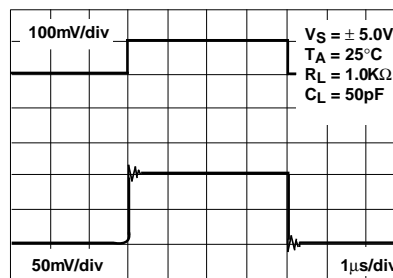 100mV/div
V_S = ± 5.0V
T_A = 25°C
R_L = 1.0KΩ
C_L = 50pF
50mV/div
1µs/div